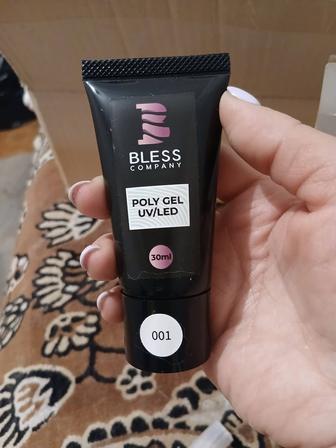 BLESS
COMPANY
POLY GEL
UV/LED
30ml
001